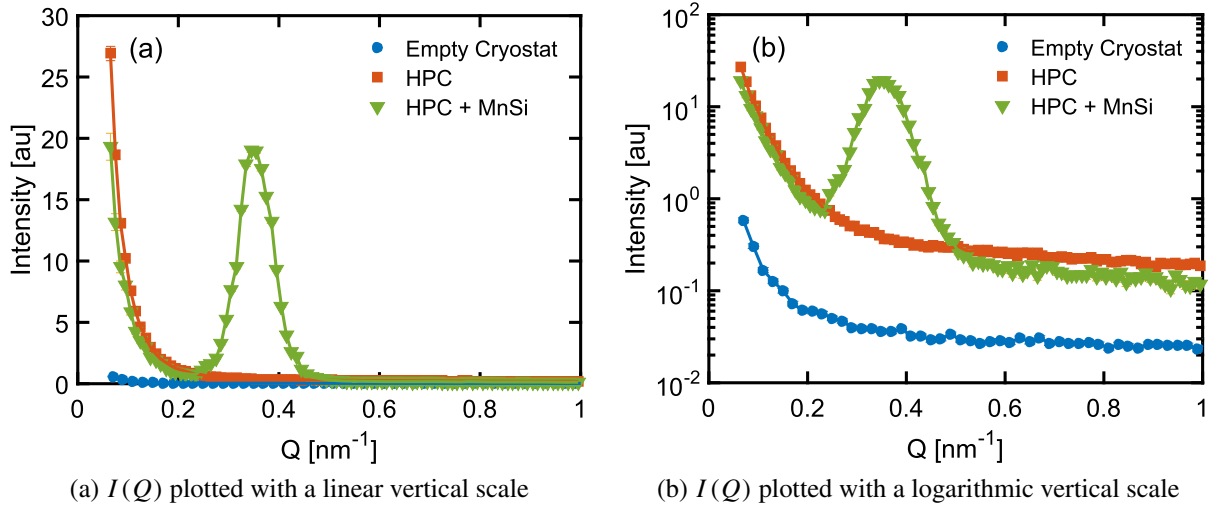 (a)
Empty Cryostat
HPC
HPC + MnSi
Intensity [au]
30
25
20
15
10
5
0
0
0.2
0.4
0.6
0.8
1
Q [nm⁻¹]
(a) I(Q) plotted with a linear vertical scale
(b)
Empty Cryostat
HPC
HPC + MnSi
Intensity [au]
10²
10¹
10⁰
10⁻¹
10⁻²
0
0.2
0.4
0.6
0.8
1
Q [nm⁻¹]
(b) I(Q) plotted with a logarithmic vertical scale